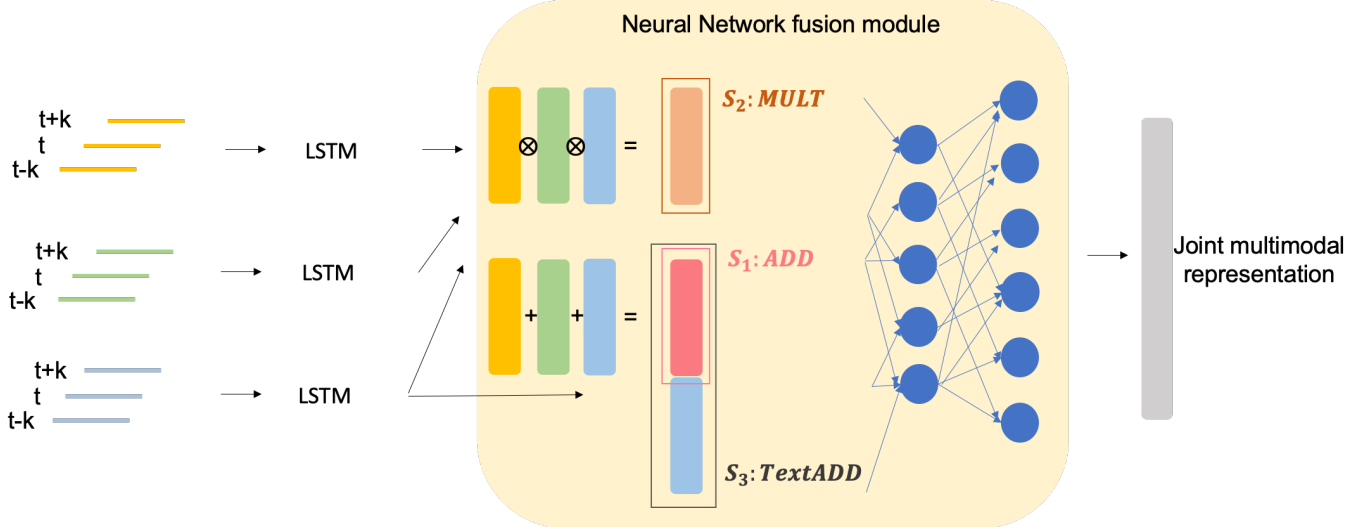 Neural Network fusion module
t+k
t
t-k
LSTM
⊗ ⊗ =
S₂: MULT
t+k
t
t-k
LSTM
+ + =
S₁: ADD
Joint multimodal
representation
t+k
t
t-k
LSTM
S₃: TextADD